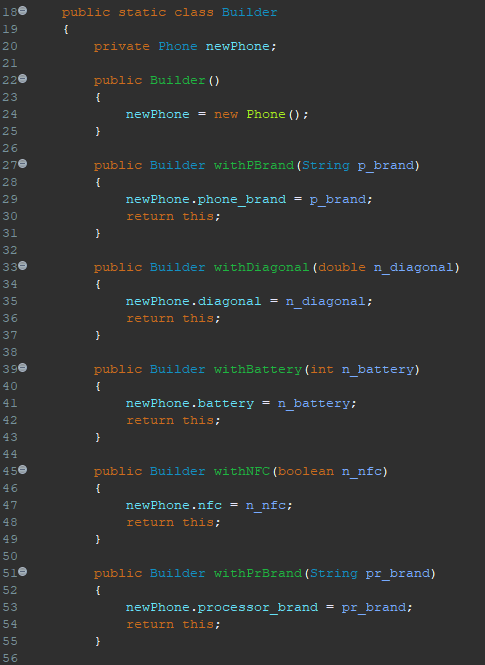 18 public static class Builder
19 {
20     private Phone newPhone;
21
22     public Builder()
23     {
24         newPhone = new Phone();
25     }
26
27     public Builder withPBrand(String p_brand)
28     {
29         newPhone.phone_brand = p_brand;
30         return this;
31     }
32
33     public Builder withDiagonal(double n_diagonal)
34     {
35         newPhone.diagonal = n_diagonal;
36         return this;
37     }
38
39     public Builder withBattery(int n_battery)
40     {
41         newPhone.battery = n_battery;
42         return this;
43     }
44
45     public Builder withNFC(boolean n_nfc)
46     {
47         newPhone.nfc = n_nfc;
48         return this;
49     }
50
51     public Builder withPrBrand(String pr_brand)
52     {
53         newPhone.processor_brand = pr_brand;
54         return this;
55     }
56